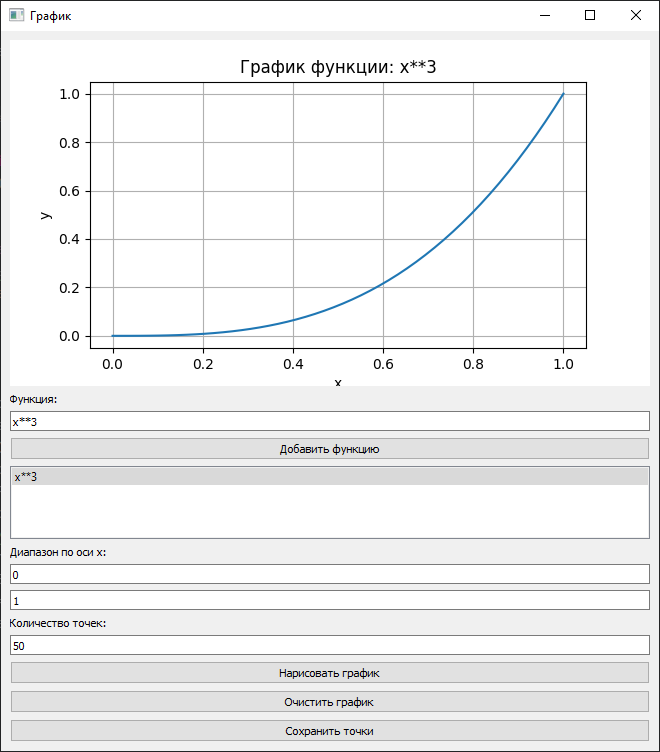 График
График функции: x**3
1.0
0.8
0.6
0.4
0.2
0.0
y
0.0 0.2 0.4 0.6 0.8 1.0
x
Функция:
x**3
Добавить функцию
x**3
Диапазон по оси x:
0
1
Количество точек:
50
Нарисовать график
Очистить график
Сохранить точки